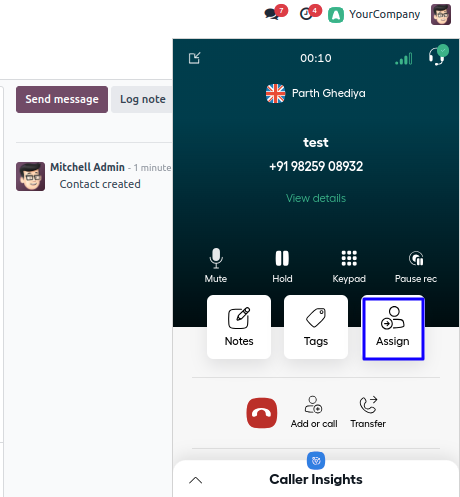 7
4
YourCompany
00:10
Send message
Log note
Parth Ghediya
test
+91 98259 08932
Mitchell Admin - 1 minute
Contact created
View details
Mute
Hold
Keypad
Pause rec
Notes
Tags
Assign
Add or call
Transfer
Caller Insights